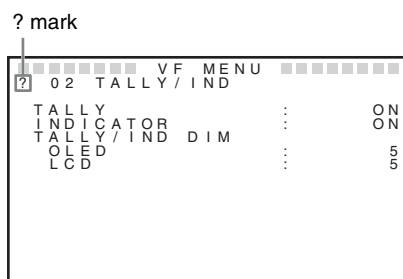 ? mark
VF MENU
? 02 TALLY/IND
TALLY : ON
INDICATOR : ON
TALLY/IND DIM
OLED : 5
LCD : 5